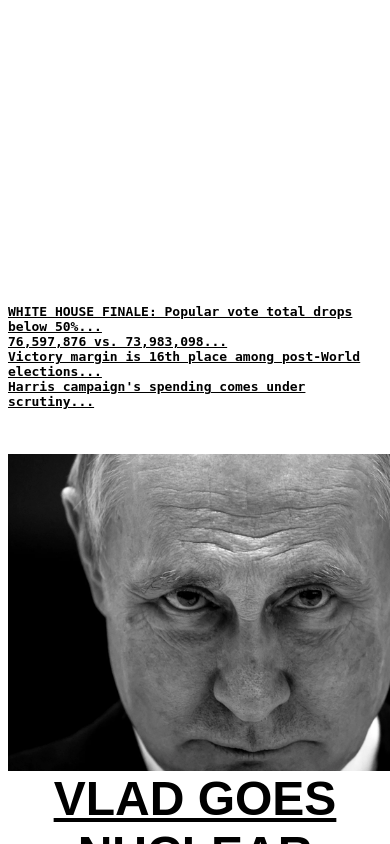 WHITE HOUSE FINALE: Popular vote total drops
below 50%...
76,597,876 vs. 73,983,098...
Victory margin is 16th place among post-World
elections...
Harris campaign's spending comes under
scrutiny...
VLAD GOES
NUCLEAR